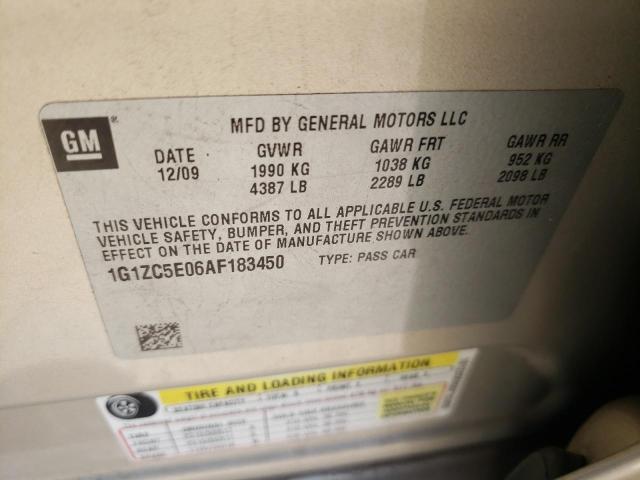 GM
MFD BY GENERAL MOTORS LLC
DATE GVWR GAWR FRT GAWR RR
12/09 1990 KG 1038 KG 952 KG
4387 LB 2289 LB 2098 LB
THIS VEHICLE CONFORMS TO ALL APPLICABLE U.S. FEDERAL MOTOR
VEHICLE SAFETY, BUMPER, AND THEFT PREVENTION STANDARDS IN
EFFECT ON THE DATE OF MANUFACTURE SHOWN ABOVE.
1G1ZC5E06AF183450 TYPE: PASS CAR
TIRE AND LOADING INFORMATION